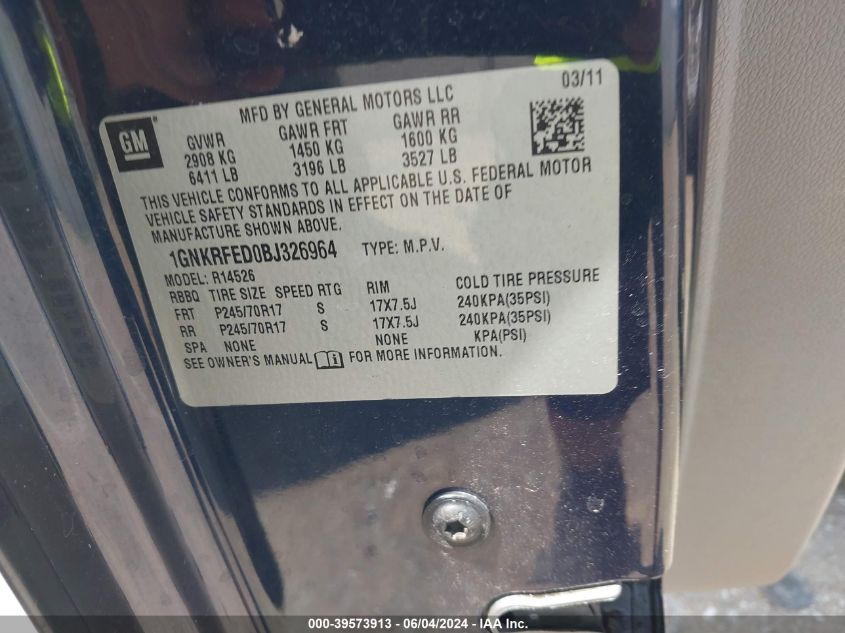 03/11
MFD BY GENERAL MOTORS LLC
GM
GVWR GAWR FRT GAWR RR
2908 KG 1450 KG 1600 KG
6411 LB 3196 LB 3527 LB
THIS VEHICLE CONFORMS TO ALL APPLICABLE U.S. FEDERAL MOTOR
VEHICLE SAFETY STANDARDS IN EFFECT ON THE DATE OF
MANUFACTURE SHOWN ABOVE.
1GNKRFED0BJ326964 TYPE: M.P.V.
MODEL: R14526
RBBQ TIRE SIZE SPEED RTG RIM COLD TIRE PRESSURE
FRT P245/70R17 S 17X7.5J 240KPA(35PSI)
RR P245/70R17 S 17X7.5J 240KPA(35PSI)
SPA NONE NONE KPA(PSI)
SEE OWNER'S MANUAL FOR MORE INFORMATION.
000-39573913 - 06/04/2024 - IAA Inc.